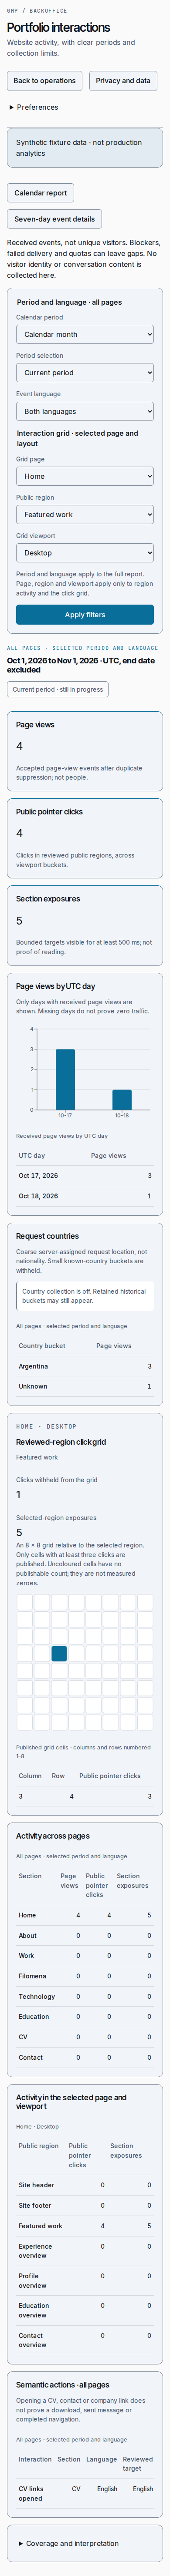 OMP / BACKOFFICE
Portfolio interactions
Website activity, with clear periods and
collection limits.
Back to operations
Privacy and data
▶ Preferences
Synthetic fixture data · not production
analytics
Calendar report
Seven-day event details
Received events, not unique visitors. Blockers,
failed delivery and quotas can leave gaps. No
visitor identity or conversation content is
collected here.
Period and language · all pages
Calendar period
Calendar month
Period selection
Current period
Event language
Both languages
Interaction grid · selected page and
layout
Grid page
Home
Public region
Featured work
Grid viewport
Desktop
Period and language apply to the full report.
Page, region and viewport apply only to region
activity and the click grid.
Apply filters
ALL PAGES · SELECTED PERIOD AND LANGUAGE
Oct 1, 2026 to Nov 1, 2026 · UTC, end date
excluded
Current period · still in progress
Page views
4
Accepted page-view events after duplicate
suppression; not people.
Public pointer clicks
4
Clicks in reviewed public regions, across
viewport buckets.
Section exposures
5
Bounded targets visible for at least 500 ms; not
proof of reading.
Page views by UTC day
Only days with received page views are
shown. Missing days do not prove zero traffic.
4
3
2
1
0
10-17 10-18
Received page views by UTC day
UTC day Page views
Oct 17, 2026 3
Oct 18, 2026 1
Request countries
Coarse server-assigned request location, not
nationality. Small known-country buckets are
withheld.
Country collection is off. Retained historical
buckets may still appear.
All pages · selected period and language
Country bucket Page views
Argentina 3
Unknown 1
HOME · DESKTOP
Reviewed-region click grid
Featured work
Clicks withheld from the grid
1
Selected-region exposures
5
An 8 × 8 grid relative to the selected region.
Only cells with at least three clicks are
published. Uncoloured cells have no
publishable count; they are not measured
zeroes.
Published grid cells · columns and rows numbered
1–8
Column Row Public pointer clicks
3 4 3
Activity across pages
All pages · selected period and language
Section Page views Public pointer clicks Section exposures
Home 4 4 5
About 0 0 0
Work 0 0 0
Filomena 0 0 0
Technology 0 0 0
Education 0 0 0
CV 0 0 0
Contact 0 0 0
Activity in the selected page and
viewport
Home · Desktop
Public region Public pointer clicks Section exposures
Site header 0 0
Site footer 0 0
Featured work 4 5
Experience overview 0 0
Profile overview 0 0
Education overview 0 0
Contact overview 0 0
Semantic actions · all pages
Opening a CV, contact or company link does
not prove a download, sent message or
completed navigation.
All pages · selected period and language
Interaction Section Language Reviewed target
CV links opened CV English English
▶ Coverage and interpretation